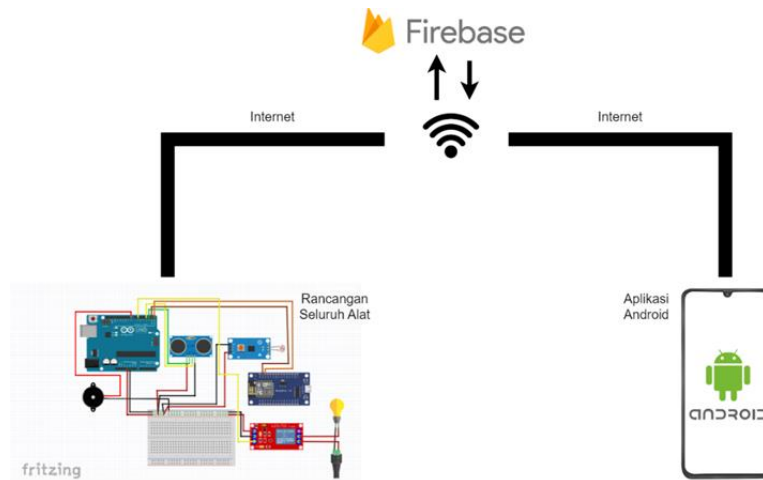 Firebase
Internet
Internet
Rancangan
Seluruh Alat
Aplikasi
Android
fritzing
ANDROID